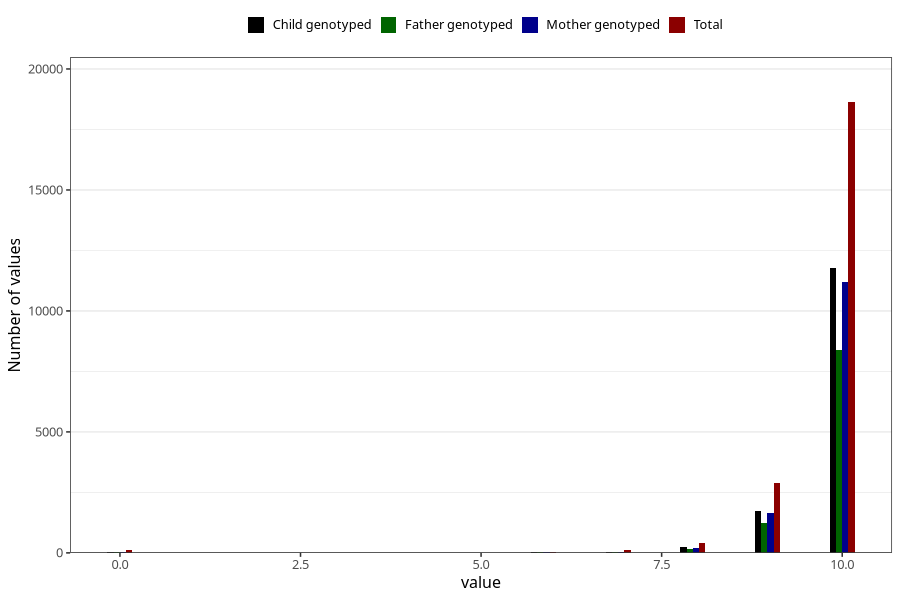 Child genotyped Father genotyped Mother genotyped Total
20000
15000
10000
5000
0
Number of values
0.0 2.5 5.0 7.5 10.0
value